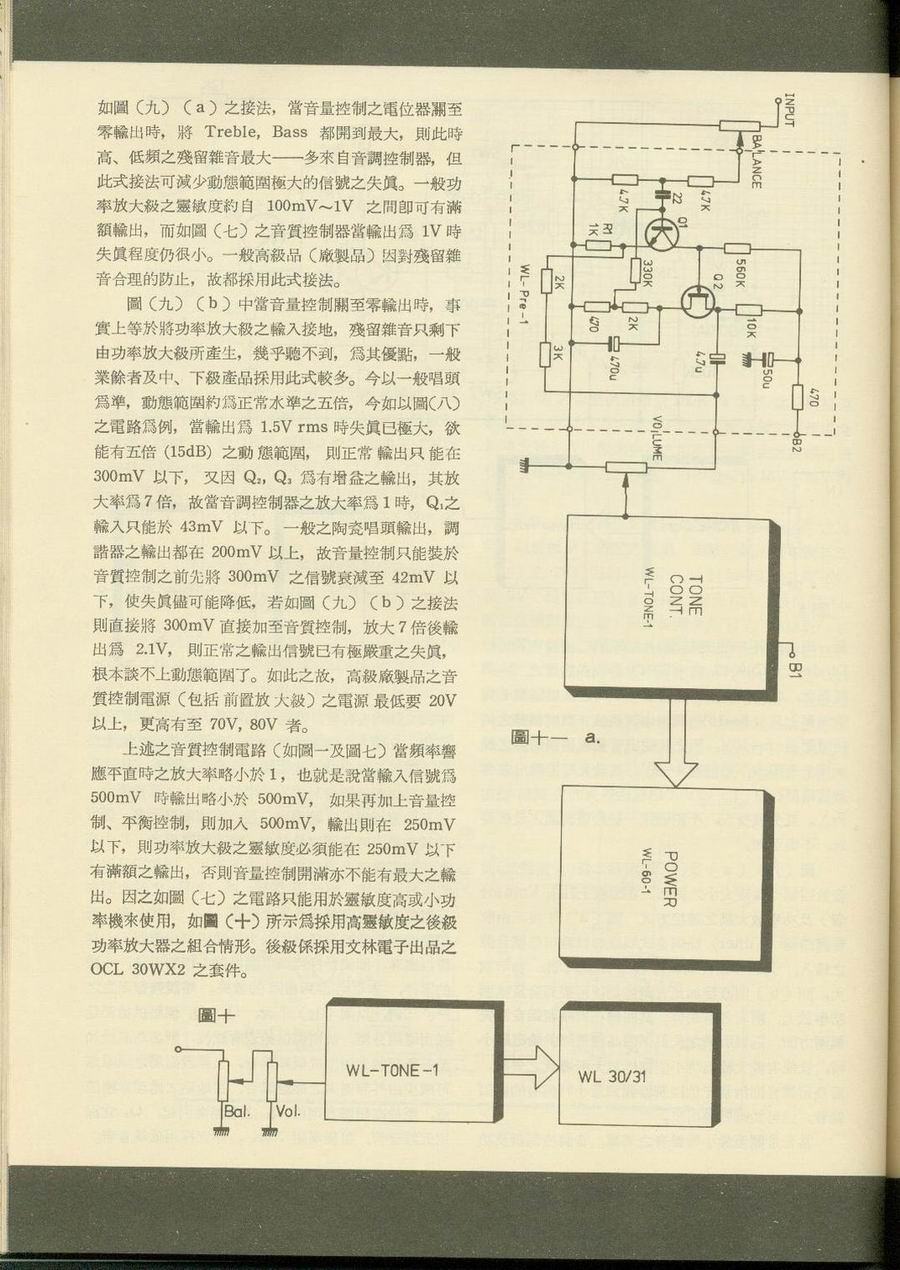 如圖（九）（a）之接法，當音量控制之電位器關至
零輸出時，將 Treble, Bass 都開到最大，則此時
高、低頻之殘留雜音最大——多來自音調控制器，但
此式接法可減少動態範圍極大的信號之失眞。一般功
率放大級之靈敏度約自 100mV～1V 之間卽可有滿
額輸出，而如圖（七）之音質控制器當輸出爲 1V 時
失眞程度仍很小。一般高級品（廠製品）因對殘留雜
音合理的防止，故都採用此式接法。
圖（九）（b）中當音量控制關至零輸出時，事
實上等於將功率放大級之輸入接地，殘留雜音只剩下
由功率放大級所產生，幾乎聽不到，爲其優點，一般
業餘者及中、下級產品採用此式較多。今以一般唱頭
爲準，動態範圍約爲正常水準之五倍，今如以圖（八）
之電路爲例，當輸出爲 1.5V rms 時失眞已極大，欲
能有五倍 (15dB) 之動態範圍，則正常輸出只能在
300mV 以下，又因 Q₂, Q₃ 爲有增益之輸出，其放
大率爲7倍，故當音調控制器之放大率爲1時，Q₁之
輸入只能於 43mV 以下。一般之陶瓷唱頭輸出，調
諧器之輸出都在 200mV 以上，故音量控制只能裝於
音質控制之前先將 300mV 之信號衰減至 42mV 以
下，使失眞儘可能降低，若如圖（九）（b）之接法
則直接將 300mV 直接加至音質控制，放大7倍後輸
出爲 2.1V，則正常之輸出信號已有極嚴重之失眞，
根本談不上動態範圍了。如此之故，高級廠製品之音
質控制電源（包括前置放大級）之電源最低要 20V
以上，更高有至 70V, 80V 者。
上述之音質控制電路（如圖一及圖七）當頻率響
應平直時之放大率略小於1，也就是說當輸入信號爲
500mV 時輸出略小於 500mV，如果再加上音量控
制、平衡控制，則加入 500mV，輸出則在 250mV
以下，則功率放大級之靈敏度必須能在 250mV 以下
有滿額之輸出，否則音量控制開滿亦不能有最大之輸
出。因之如圖（七）之電路只能用於靈敏度高或小功
率機來使用，如圖（十）所示爲採用高靈敏度之後級
功率放大器之組合情形。後級係採用文林電子出品之
OCL 30WX2 之套件。
INPUT
BALANCE
47K
47K
22
Q1
R1
1K
330K
560K
Q2
2K
WL-Pre-1
470
2K
10K
3K
470u
4.7u
50u
470
B2
VOLUME
TONE
CONT.
WL-TONE-1
B1
圖十一 a.
POWER
WL-60-1
圖十
Bal.
Vol.
WL-TONE-1
WL 30/31